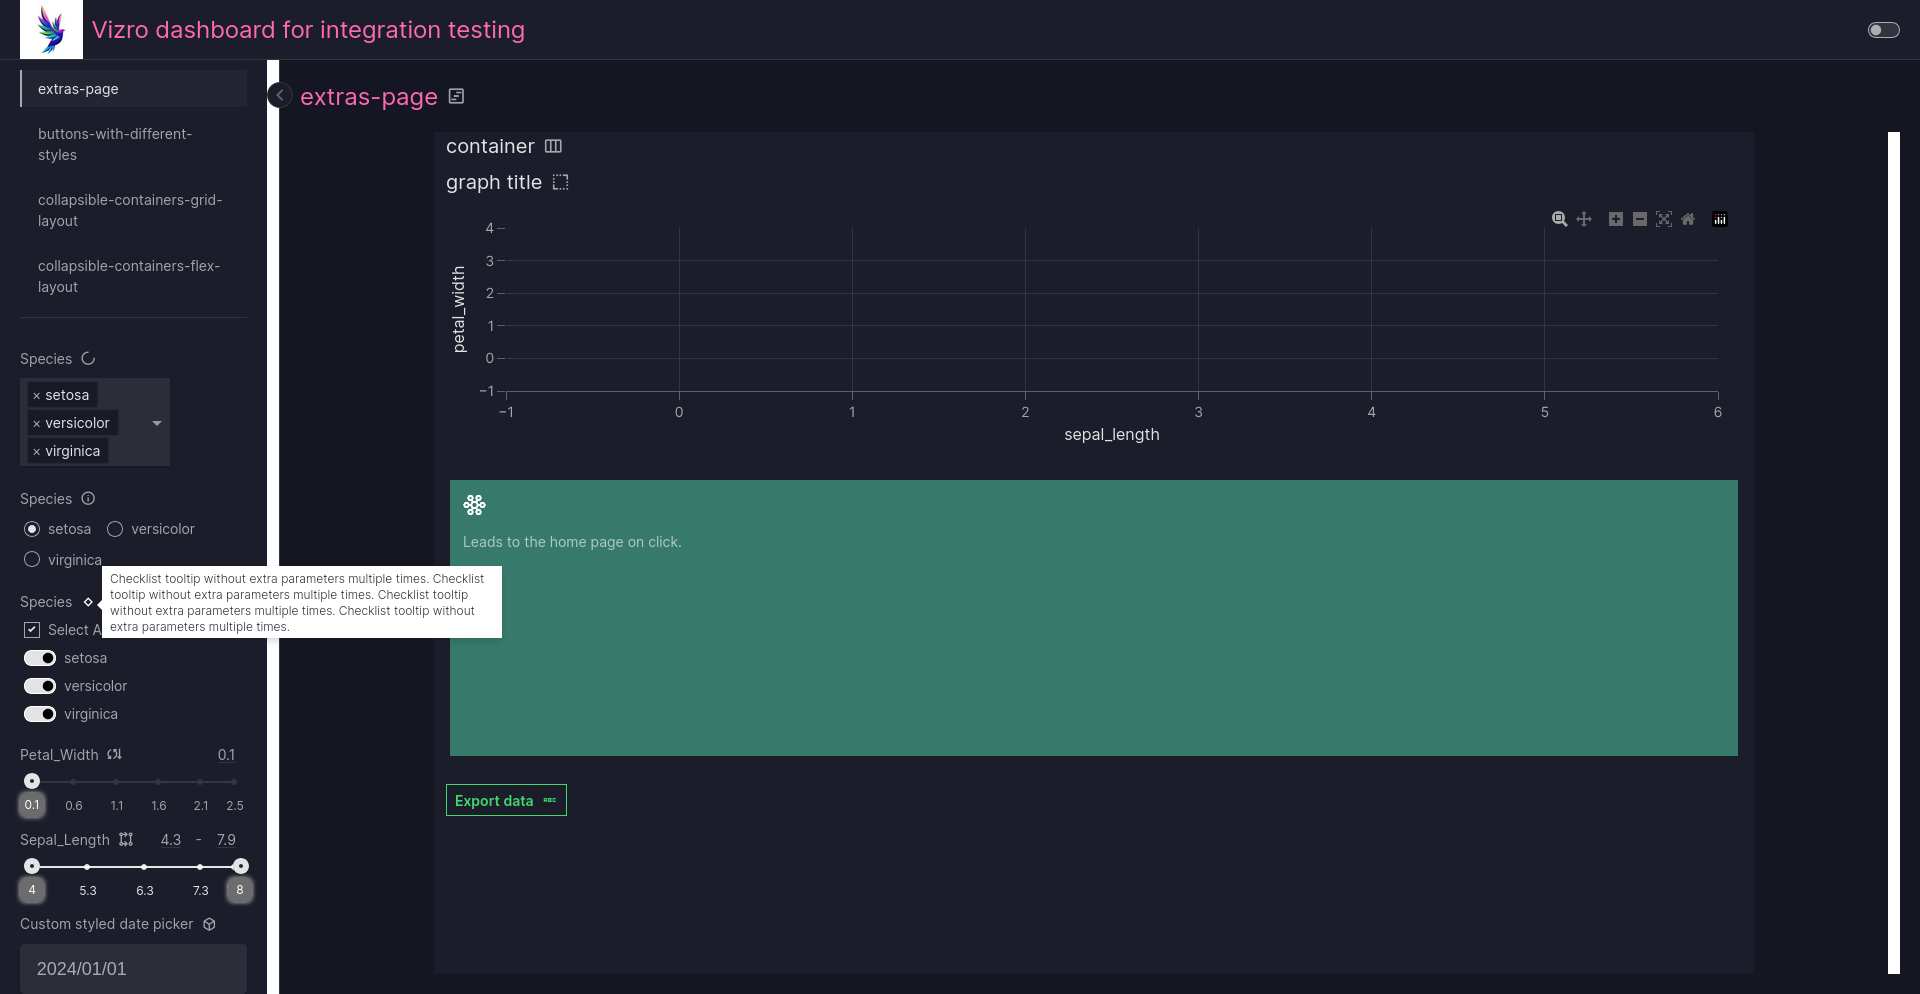 Vizro dashboard for integration testing
extras-page
buttons-with-different-
styles
collapsible-containers-grid-
layout
collapsible-containers-flex-
layout
Species
× setosa
× versicolor
× virginica
Species
setosa
versicolor
virginica
Checklist tooltip without extra parameters multiple times. Checklist
tooltip without extra parameters multiple times. Checklist tooltip
without extra parameters multiple times. Checklist tooltip without
extra parameters multiple times.
Species
Select A
setosa
versicolor
virginica
Petal_Width
0.1
0.1 0.6 1.1 1.6 2.1 2.5
Sepal_Length
4.3 - 7.9
4 5.3 6.3 7.3 8
Custom styled date picker
2024/01/01
extras-page
container
graph title
4
3
2
1
0
−1
petal_width
−1 0 1 2 3 4 5 6
sepal_length
Leads to the home page on click.
Export data ABC